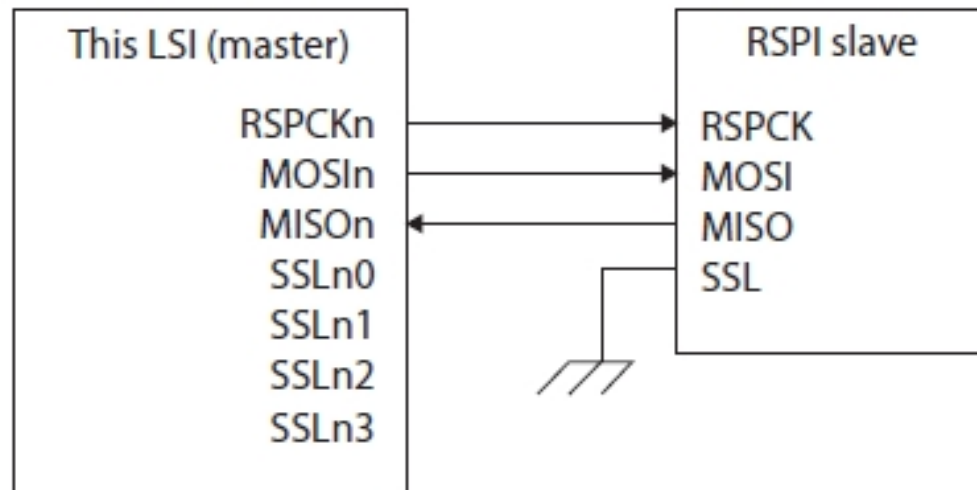 This LSI (master)
RSPCKn
MOSIn
MISOn
SSLn0
SSLn1
SSLn2
SSLn3
RSPI slave
RSPCK
MOSI
MISO
SSL